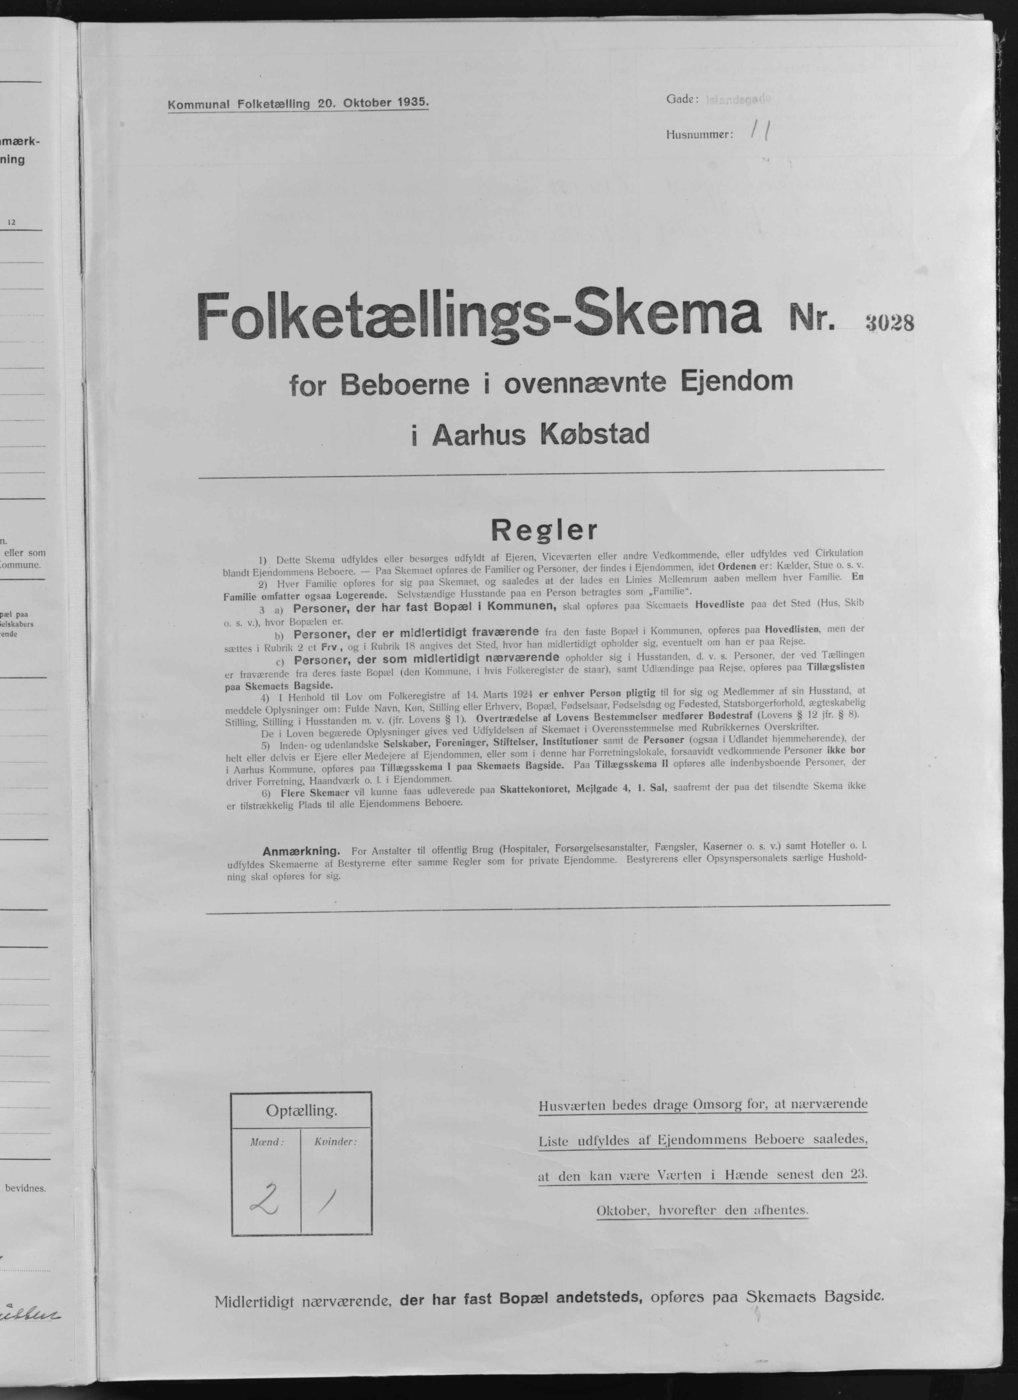 mærk-
ning
12
n.
eller som
Kommune.
pæl paa
Selskabers
ende
bevidnes.
Kommunal Folketælling 20. Oktober 1935.
Gade: Islandsgade
Husnummer: 11
Folketællings-Skema Nr. 3028
for Beboerne i ovennævnte Ejendom
i Aarhus Købstad
Regler
1) Dette Skema udfyldes eller besørges udfyldt af Ejeren, Viceværten eller andre Vedkommende, eller udfyldes ved Cirkulation
blandt Ejendommens Beboere. — Paa Skemaet opføres de Familier og Personer, der findes i Ejendommen, idet Ordenen er: Kælder, Stue o. s. v.
2) Hver Familie opføres for sig paa Skemaet, og saaledes at der lades en Linies Mellemrum aaben mellem hver Familie. En
Familie omfatter ogsaa Logerende. Selvstændige Husstande paa en Person betragtes som „Familie“.
3 a) Personer, der har fast Bopæl i Kommunen, skal opføres paa Skemaets Hovedliste paa det Sted (Hus, Skib
o. s. v.), hvor Bopælen er.
b) Personer, der er midlertidigt fraværende fra den faste Bopæl i Kommunen, opføres paa Hovedlisten, men der
sættes i Rubrik 2 et Frv., og i Rubrik 18 angives det Sted, hvor han midlertidigt opholder sig, eventuelt om han er paa Rejse.
c) Personer, der som midlertidigt nærværende opholder sig i Husstanden, d. v. s. Personer, der ved Tællingen
er fraværende fra deres faste Bopæl (den Kommune, i hvis Folkeregister de staar), samt Udlændinge paa Rejse, opføres paa Tillægslisten
paa Skemaets Bagside.
4) I Henhold til Lov om Folkeregistre af 14. Marts 1924 er enhver Person pligtig til for sig og Medlemmer af sin Husstand, at
meddele Oplysninger om: Fulde Navn, Køn, Stilling eller Erhverv, Bopæl, Fødselsaar, Fødselsdag og Fødested, Statsborgerforhold, ægteskabelig
Stilling, Stilling i Husstanden m. v. (jfr. Lovens § 1). Overtrædelse af Lovens Bestemmelser medfører Bødestraf (Lovens § 12 jfr. § 8).
De i Loven begærede Oplysninger gives ved Udfyldelsen af Skemaet i Overensstemmelse med Rubrikkernes Overskrifter.
5) Inden- og udenlandske Selskaber, Foreninger, Stiftelser, Institutioner samt de Personer (ogsaa i Udlandet hjemmehørende), der
helt eller delvis er Ejere eller Medejere af Ejendommen, eller som i denne har Forretningslokale, forsaavidt vedkommende Personer ikke bor
i Aarhus Kommune, opføres paa Tillægsskema I paa Skemaets Bagside. Paa Tillægsskema II opføres alle indenbysboende Personer, der
driver Forretning, Haandværk o. l. i Ejendommen.
6) Flere Skemaer vil kunne faas udleverede paa Skattekontoret, Mejlgade 4, 1. Sal, saafremt der paa det tilsendte Skema ikke
er tilstrækkelig Plads til alle Ejendommens Beboere.
Anmærkning. For Anstalter til offentlig Brug (Hospitaler, Forsørgelsesanstalter, Fængsler, Kaserner o. s. v.) samt Hoteller o. l.
udfyldes Skemaerne af Bestyrerne efter samme Regler som for private Ejendomme. Bestyrerens eller Opsynspersonalets særlige Hushold-
ning skal opføres for sig.
Optælling.
Mænd: Kvinder:
2 1
Husværten bedes drage Omsorg for, at nærværende
Liste udfyldes af Ejendommens Beboere saaledes,
at den kan være Værten i Hænde senest den 23.
Oktober, hvorefter den afhentes.
Midlertidigt nærværende, der har fast Bopæl andetsteds, opføres paa Skemaets Bagside.